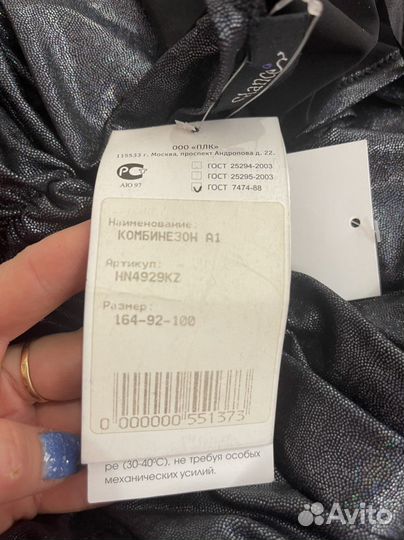 ООО «ПЛК»
115533 г. Москва, проспект Андропова д. 22.
РСТ
АЮ 97
ГОСТ 25294-2003
ГОСТ 25295-2003
ГОСТ 7474-88
Наименование:
КОМБИНЕЗОН А1
Артикул:
HN4929KZ
Размер:
164-92-100
0 000000 551373
ре (30-40°С), не требуя особых
механических усилий.
Avito